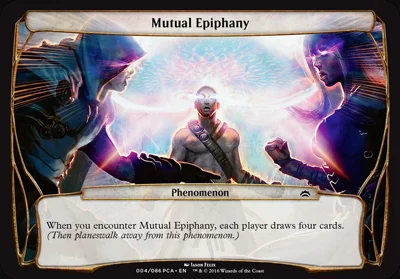 Mutual Epiphany
Phenomenon
When you encounter Mutual Epiphany, each player draws four cards.
(Then planeswalk away from this phenomenon.)
Jason Felix
004/086 PCA • EN ™ & © 2016 Wizards of the Coast